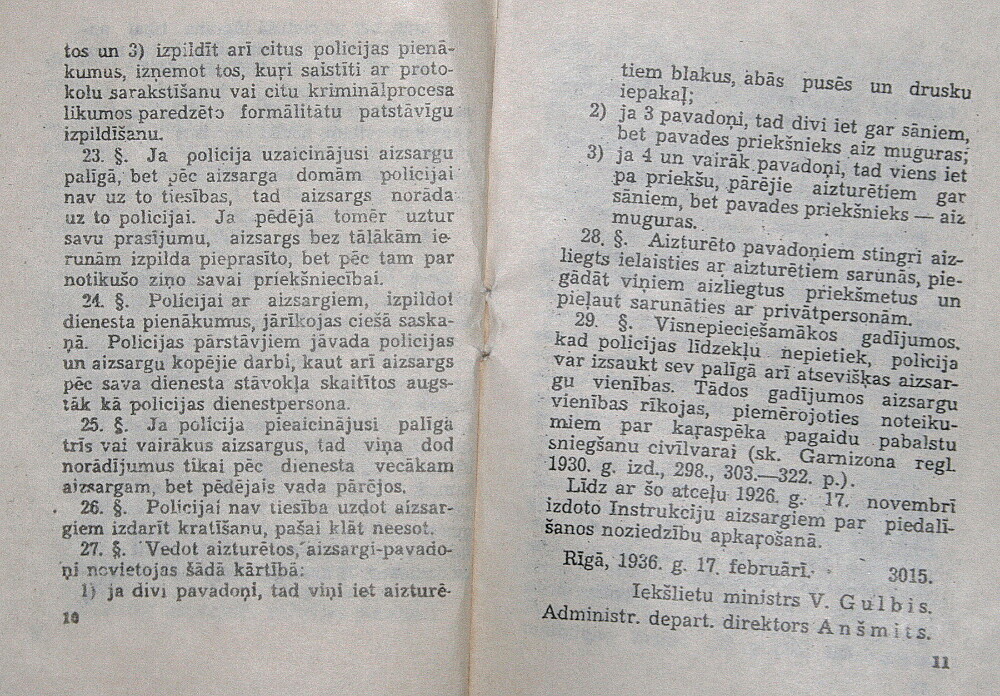 tos un 3) izpildīt arī citus policijas pienā-
kumus, izņemot tos, kuŗi saistīti ar proto-
kolu sarakstīšanu vai citu kriminālprocesa
likumos paredzēto formālitātu patstāvīgu
izpildīšanu.
23. §. Ja policija uzaicinājusi aizsargu
palīgā, bet pēc aizsarga domām policijai
nav uz to tiesības, tad aizsargs norāda
uz to policijai. Ja pēdējā tomēr uztur
savu prasījumu, aizsargs bez tālākām ie-
runām izpilda pieprasīto, bet pēc tam par
notikušo ziņo savai priekšniecībai.
24. §. Policijai ar aizsargiem, izpildot
dienesta pienākumus, jārīkojas ciešā saska-
ņā. Policijas pārstāvjiem jāvada policijas
un aizsargu kopējie darbi, kaut arī aizsargs
pēc sava dienesta stāvokļa skaitītos augs-
tāk kā policijas dienestpersona.
25. §. Ja policija pieaicinājusi palīgā
trīs vai vairākus aizsargus, tad viņa dod
norādījumus tikai pēc dienesta vecākam
aizsargam, bet pēdējais vada pārējos.
26. §. Policijai nav tiesība uzdot aizsar-
giem izdarīt kratīšanu, pašai klāt neesot.
27. §. Vedot aizturētos, aizsargi-pavado-
ņi novietojas šādā kārtībā:
1) ja divi pavadoņi, tad viņi iet aizturē-
10
tiem blakus, abās pusēs un drusku
iepakaļ;
2) ja 3 pavadoņi, tad divi iet gar sāniem,
bet pavades priekšnieks aiz muguras;
3) ja 4 un vairāk pavadoņi, tad viens iet
pa priekšu, pārējie aizturētiem gar
sāniem, bet pavades priekšnieks — aiz
muguras.
28. §. Aizturēto pavadoņiem stingri aiz-
liegts ielaisties ar aizturētiem sarunās, pie-
gādāt viņiem aizliegtus priekšmetus un
pieļaut sarunāties ar privātpersonām.
29. §. Visnepieciešamākos gadījumos,
kad policijas līdzekļu nepietiek, policija
var izsaukt sev palīgā arī atsevišķas aizsar-
gu vienības. Tādos gadījumos aizsargu
vienības rīkojas, piemērojoties noteiku-
miem par kaŗaspēka pagaidu pabalstu
sniegšanu civīlvarai (sk. Garnizona regl.
1930. g. izd., 298., 303.—322. p.).
Līdz ar šo atceļu 1926. g. 17. novembrī
izdoto Instrukciju aizsargiem par piedalī-
šanos noziedzību apkaŗošanā.
Rīgā, 1936. g. 17. februārī. 3015.
Iekšlietu ministrs V. Gulbis.
Administr. depart. direktors Anšmits.
11